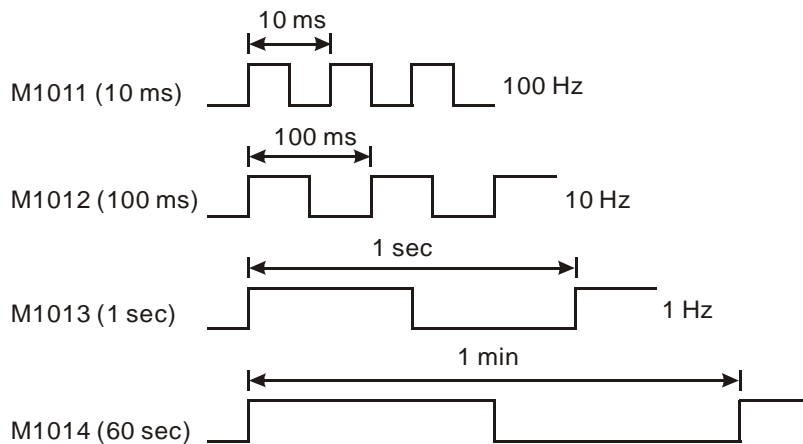 10 ms
M1011 (10 ms)
100 Hz
100 ms
M1012 (100 ms)
10 Hz
1 sec
M1013 (1 sec)
1 Hz
1 min
M1014 (60 sec)